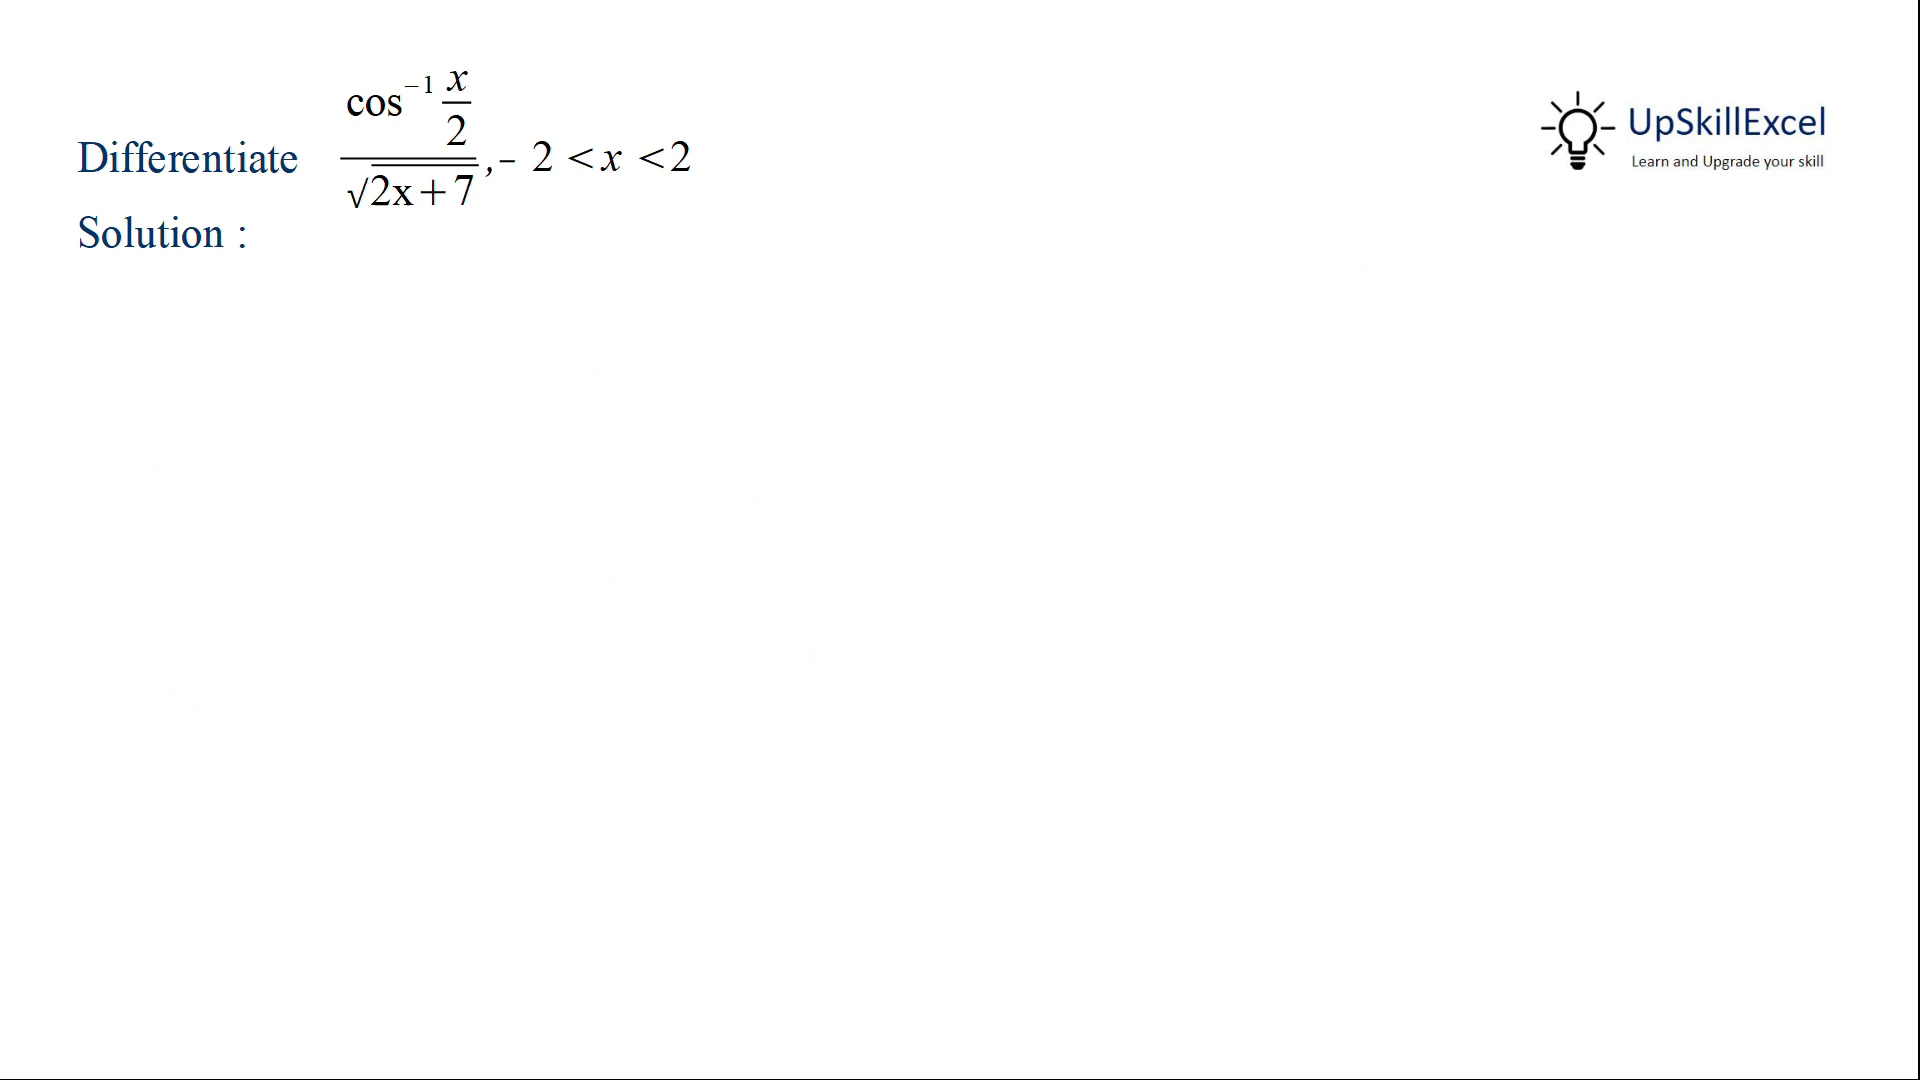 Differentiate cos⁻¹ x/2 / √2x+7 ,– 2 <x <2
Solution :
UpSkillExcel
Learn and Upgrade your skill